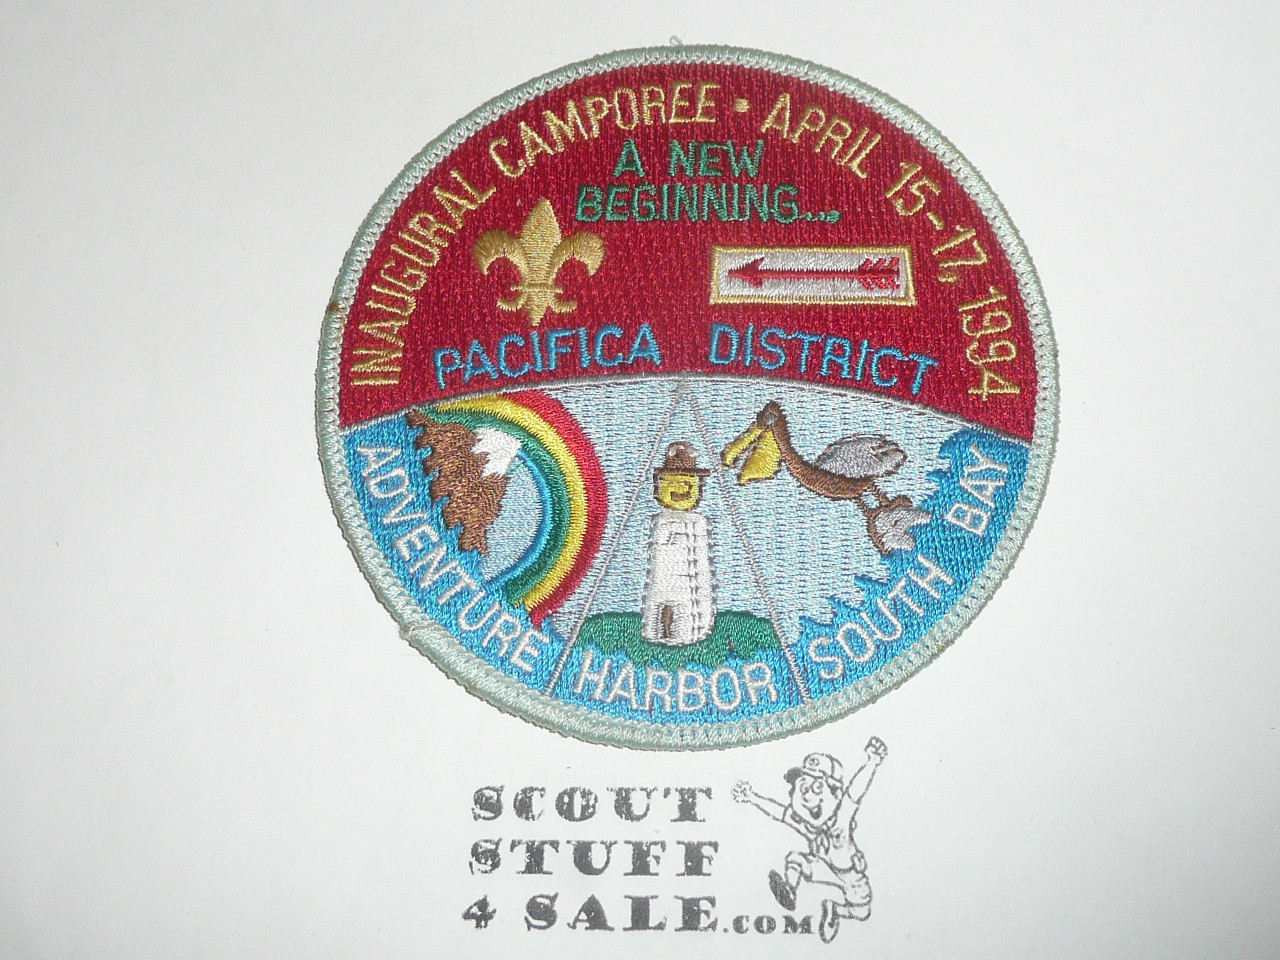 INAUGURAL CAMPOREE • APRIL 15-17, 1994
A NEW
BEGINNING...
PACIFICA DISTRICT
ADVENTURE
HARBOR
SOUTH BAY
SCOUT
STUFF
4 SALE.COM